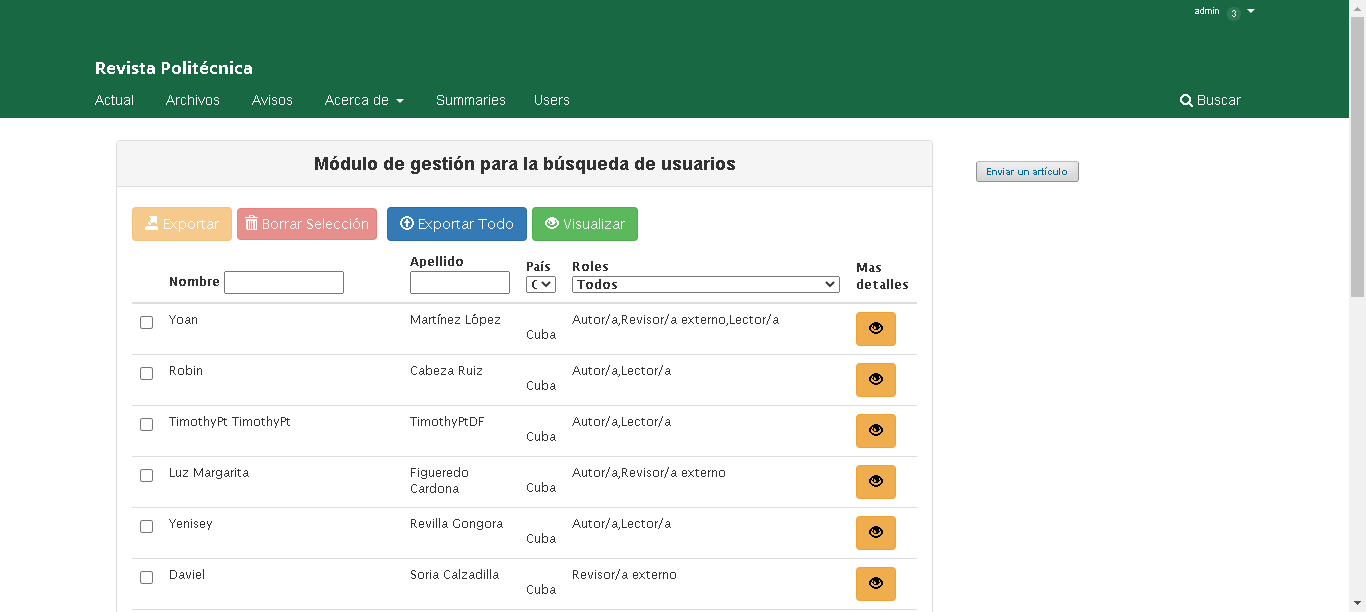 admin 3
Revista Politécnica
Actual Archivos Avisos Acerca de Summaries Users Buscar
Módulo de gestión para la búsqueda de usuarios
Enviar un artículo
Exportar Borrar Selección Exportar Todo Visualizar
Nombre Apellido País Roles Mas detalles
C Todos
Yoan Martínez López Cuba Autor/a,Revisor/a externo,Lector/a
Robin Cabeza Ruiz Cuba Autor/a,Lector/a
TimothyPt TimothyPt TimothyPtDF Cuba Autor/a,Lector/a
Luz Margarita Figueredo Cardona Cuba Autor/a,Revisor/a externo
Yenisey Revilla Gongora Cuba Autor/a,Lector/a
Daviel Soria Calzadilla Cuba Revisor/a externo